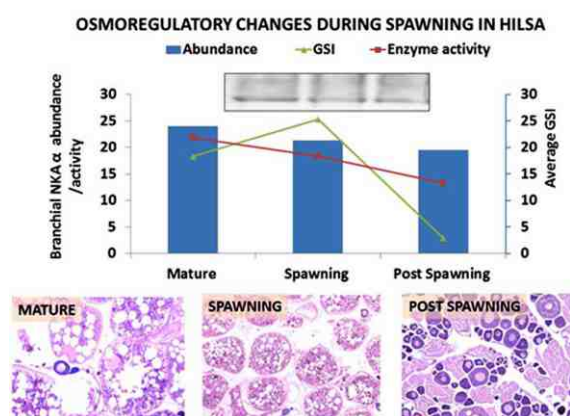 OSMOREGULATORY CHANGES DURING SPAWNING IN HILSA
Abundance GSI Enzyme activity
Branchial NKA α abundance
/activity
30
25
20
15
10
5
0
30
25
20
15
10
5
0
Average GSI
Mature Spawning Post Spawning
MATURE
SPAWNING
POST SPAWNING